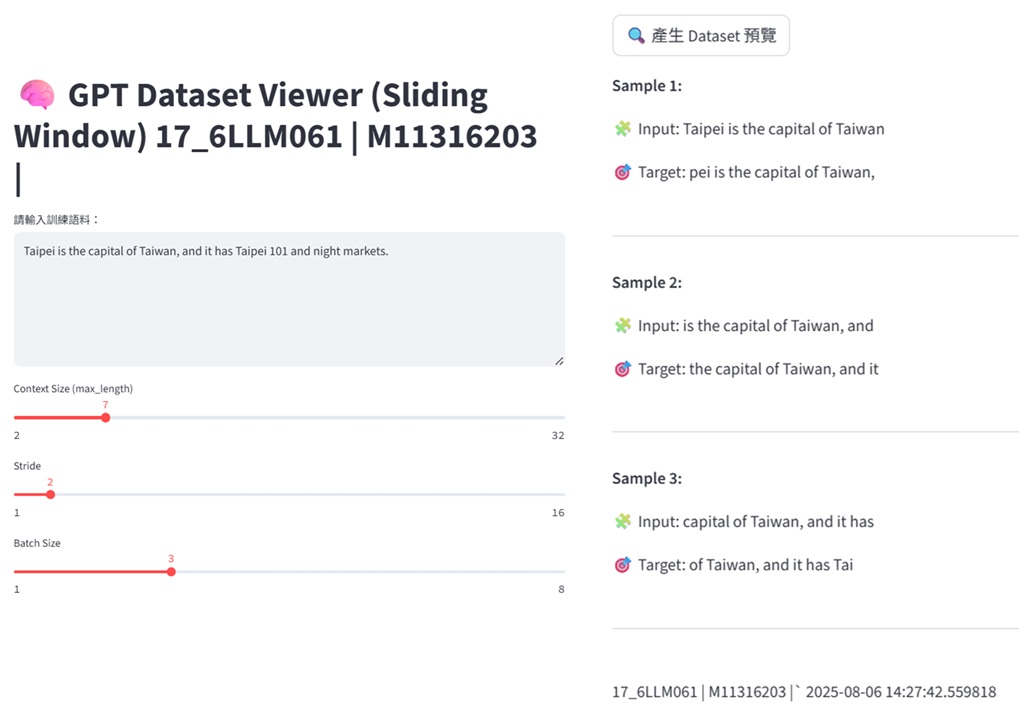 GPT Dataset Viewer (Sliding
Window) 17_6LLM061 | M11316203
|
請輸入訓練語料：
Taipei is the capital of Taiwan, and it has Taipei 101 and night markets.
Context Size (max_length)
7
2 32
Stride
2
1 16
Batch Size
3
1 8
產生 Dataset 預覽
Sample 1:
Input: Taipei is the capital of Taiwan
Target: pei is the capital of Taiwan,
Sample 2:
Input: is the capital of Taiwan, and
Target: the capital of Taiwan, and it
Sample 3:
Input: capital of Taiwan, and it has
Target: of Taiwan, and it has Tai
17_6LLM061 | M11316203 |` 2025-08-06 14:27:42.559818